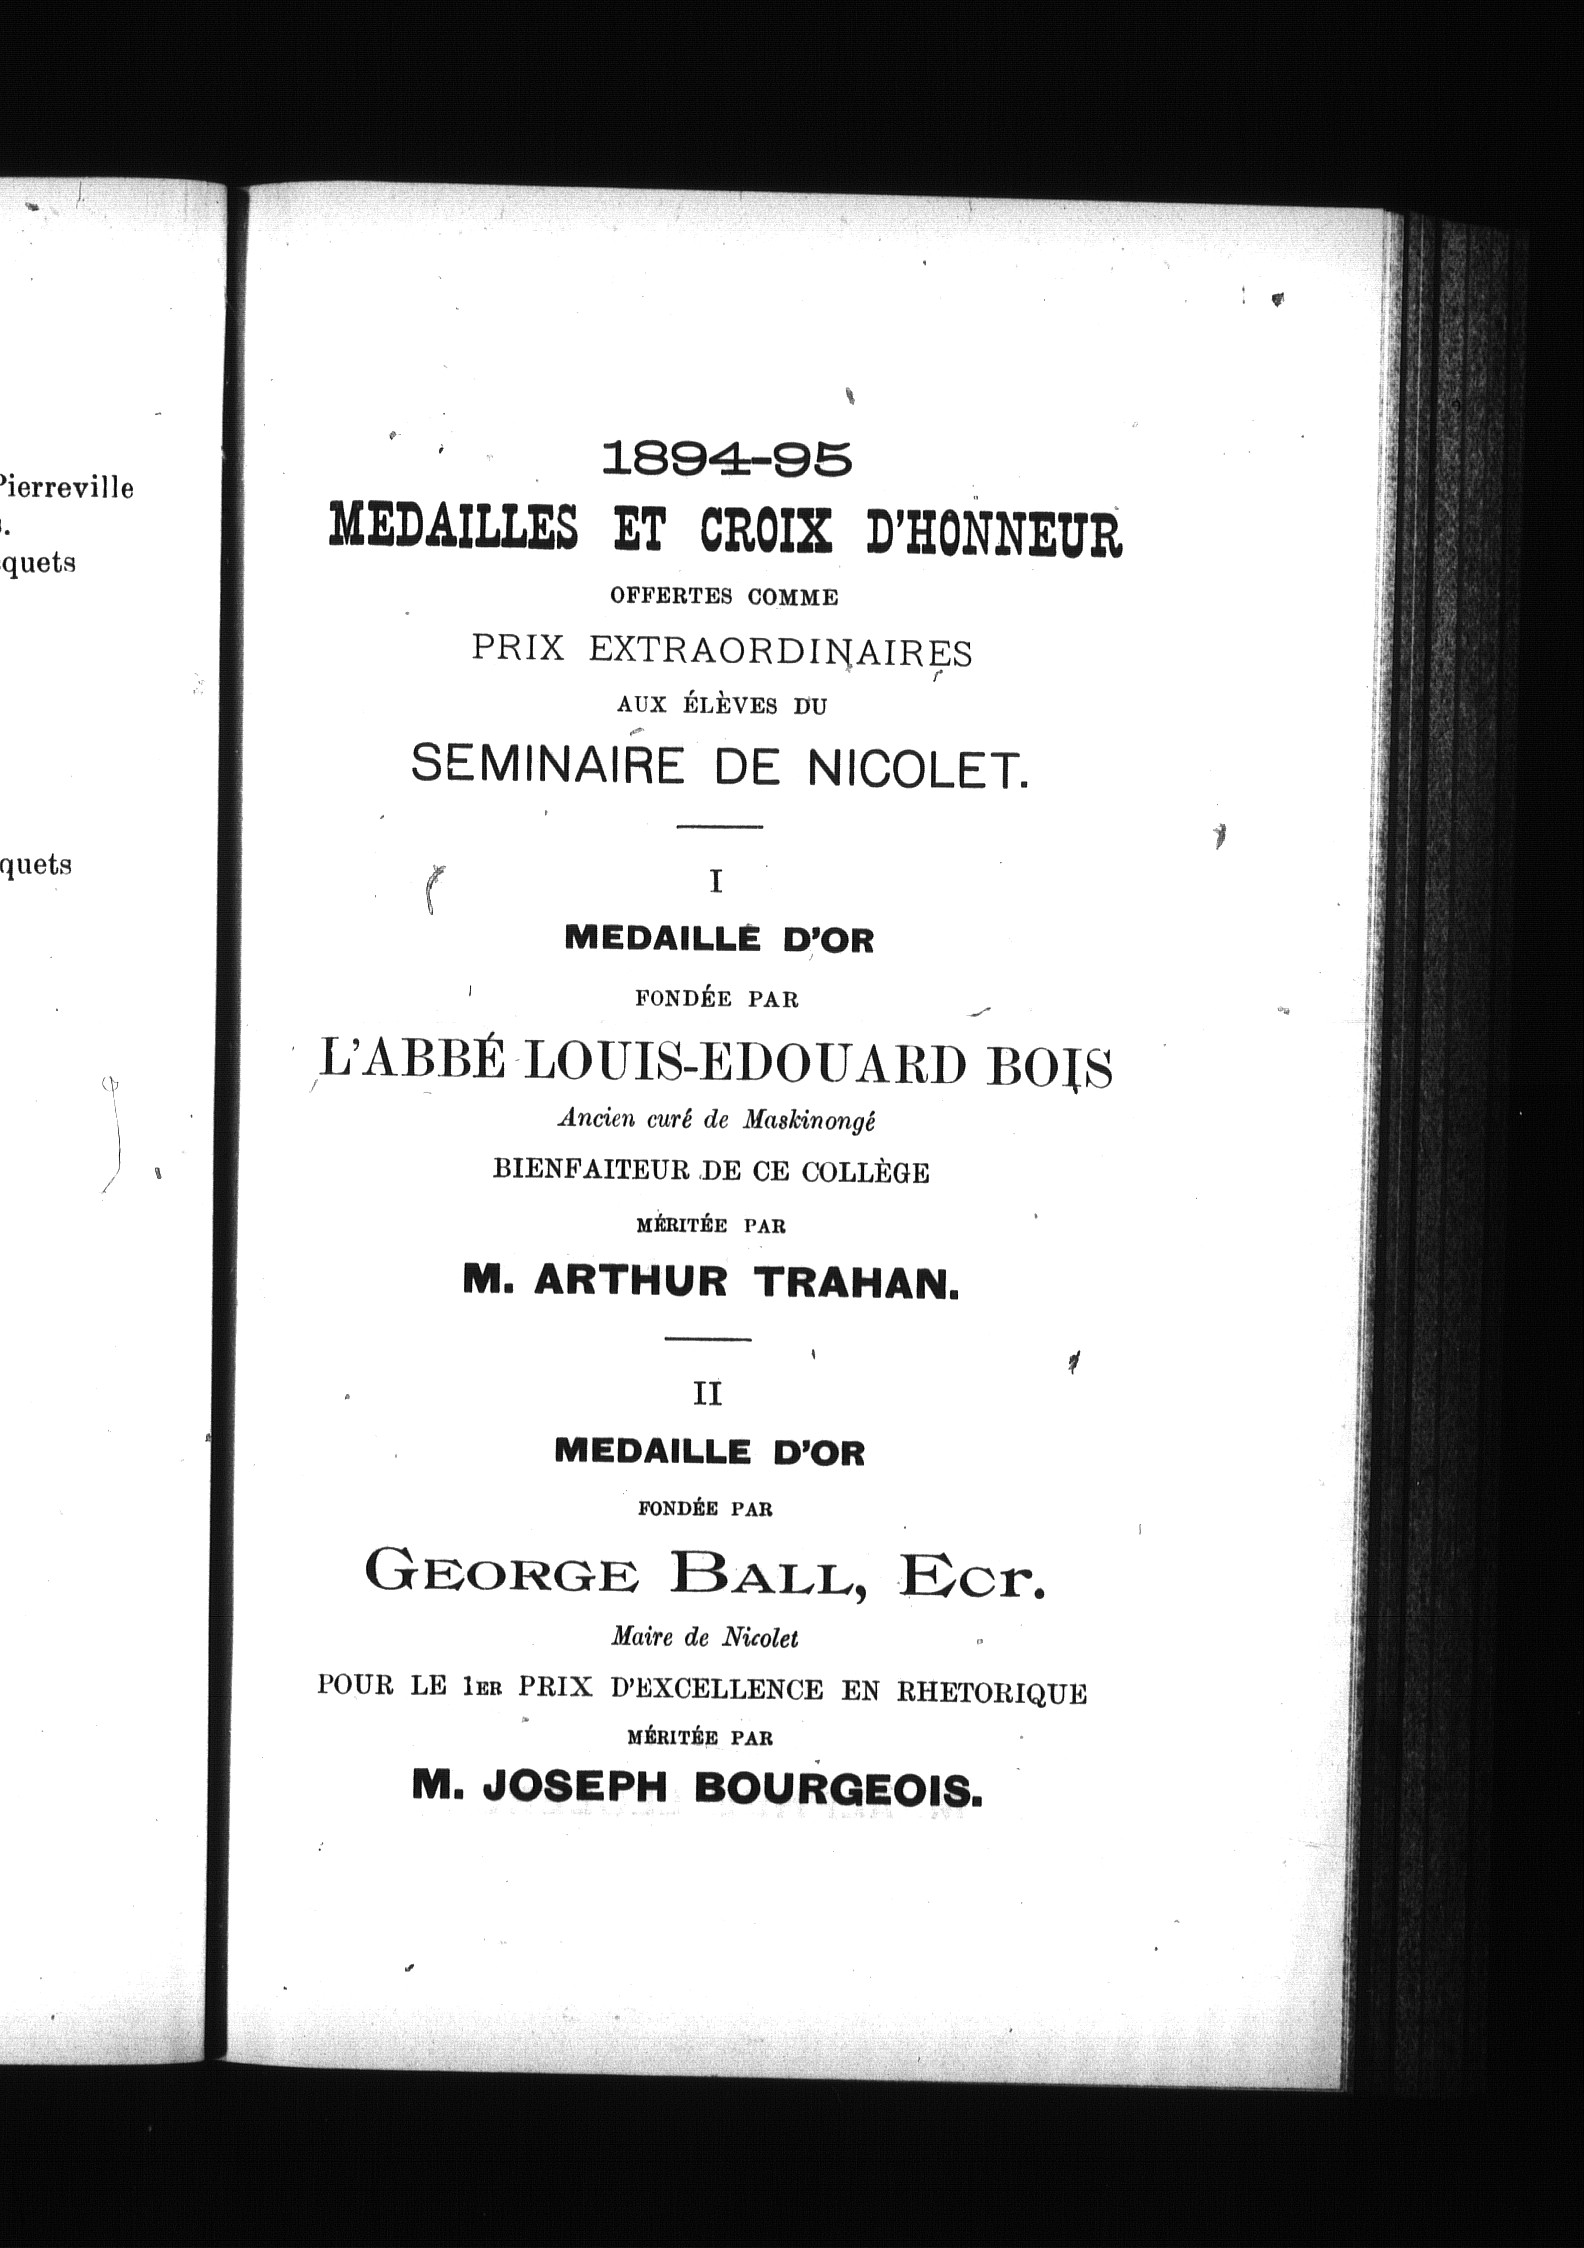 Pierreville
quets
quets
1894-95
MEDAILLES ET CROIX D'HONNEUR
OFFERTES COMME
PRIX EXTRAORDINAIRES
AUX ÉLÈVES DU
SEMINAIRE DE NICOLET.
I
MEDAILLE D'OR
FONDÉE PAR
L'ABBÉ LOUIS-EDOUARD BOIS
Ancien curé de Maskinongé
BIENFAITEUR DE CE COLLÈGE
MÉRITÉE PAR
M. ARTHUR TRAHAN.
II
MEDAILLE D'OR
FONDÉE PAR
GEORGE BALL, Ecr.
Maire de Nicolet
POUR LE 1ER PRIX D'EXCELLENCE EN RHETORIQUE
MÉRITÉE PAR
M. JOSEPH BOURGEOIS.